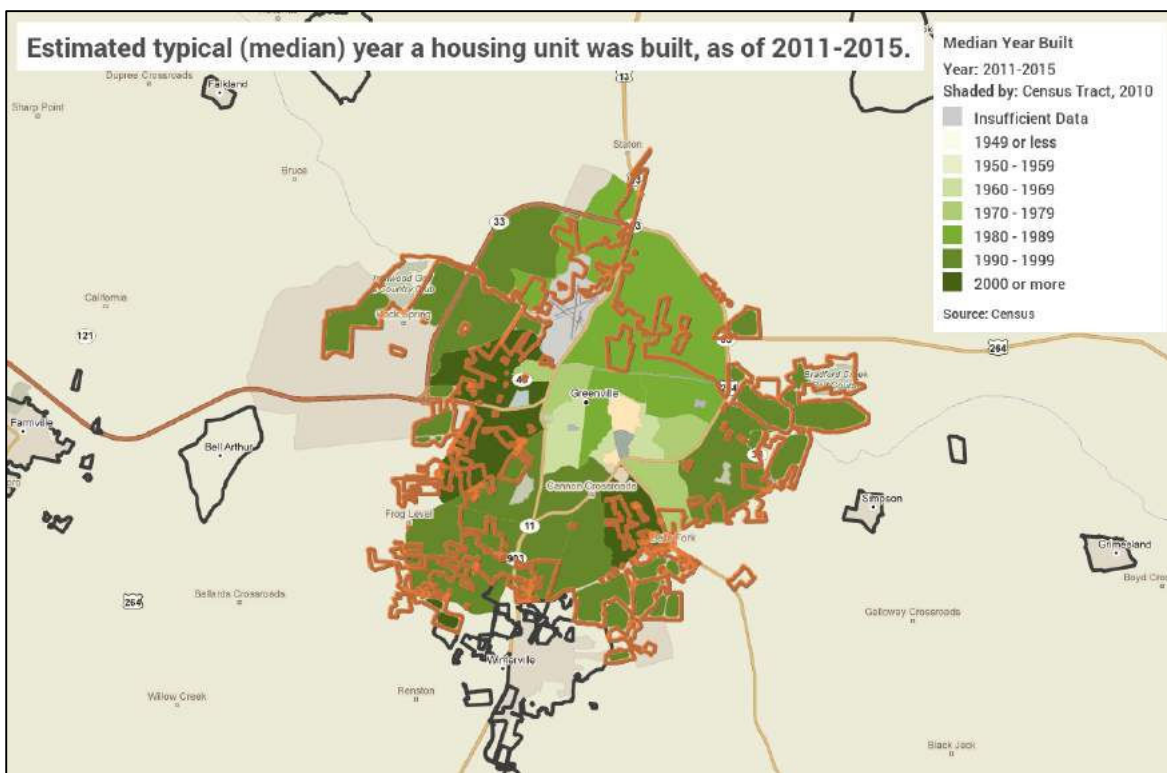 Estimated typical (median) year a housing unit was built, as of 2011-2015.
Median Year Built
Year: 2011-2015
Shaded by: Census Tract, 2010
Insufficient Data
1949 or less
1950 - 1959
1960 - 1969
1970 - 1979
1980 - 1989
1990 - 1999
2000 or more
Source: Census
Dupree Crossroads
Falkland
13
Sharp Point
Staton
Bruce
33
California
121
264
Greenville
Farmville
Bell Arthur
Cannon Crossroads
Frog Level
11
903
Simpson
Grimesland
264
Ballards Crossroads
Galloway Crossroads
Winterville
Willow Creek
Renston
Black Jack